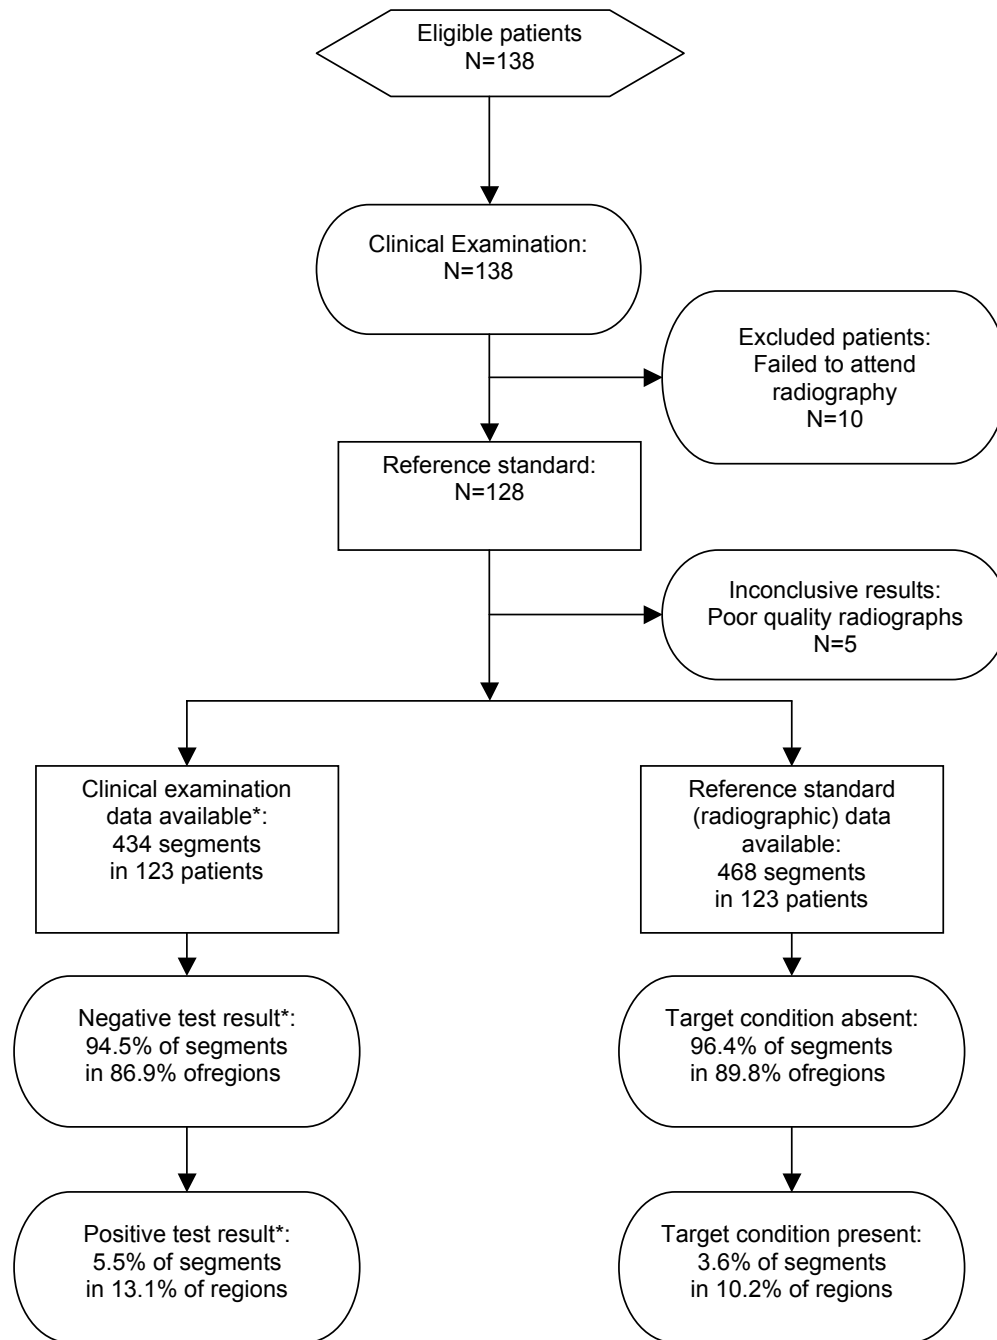 Eligible patients
N=138
Clinical Examination:
N=138
Excluded patients:
Failed to attend
radiography
N=10
Reference standard:
N=128
Inconclusive results:
Poor quality radiographs
N=5
Clinical examination
data available*:
434 segments
in 123 patients
Reference standard
(radiographic) data
available:
468 segments
in 123 patients
Negative test result*:
94.5% of segments
in 86.9% ofregions
Target condition absent:
96.4% of segments
in 89.8% ofregions
Positive test result*:
5.5% of segments
in 13.1% of regions
Target condition present:
3.6% of segments
in 10.2% of regions